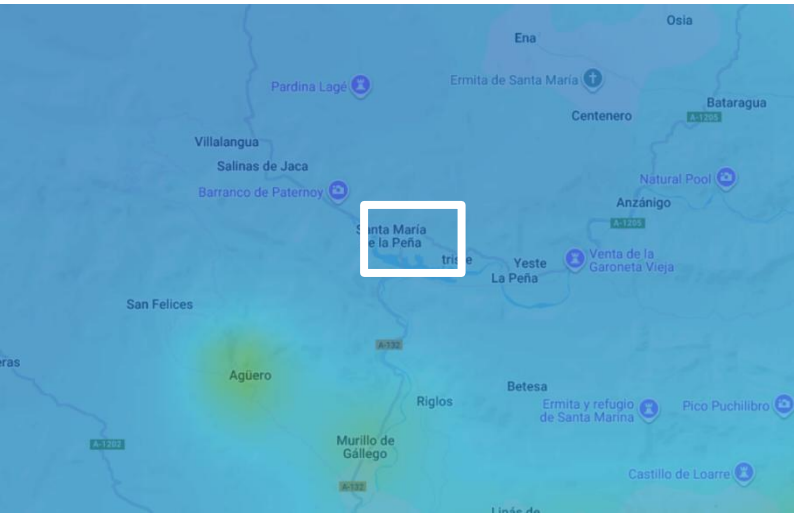 Osia
Ena
Ermita de Santa María
Pardina Lagé
Bataragua
A-1205
Centenero
Villalangua
Salinas de Jaca
Natural Pool
Barranco de Paternoy
Anzánigo
A-1205
Santa María
de la Peña
triste
Yeste
Venta de la
Garoneta Vieja
La Peña
San Felices
A-132
Agüero
Betesa
Riglos
Ermita y refugio
de Santa Marina
Pico Puchilibro
A-1202
Murillo de
Gállego
Castillo de Loarre
A-132